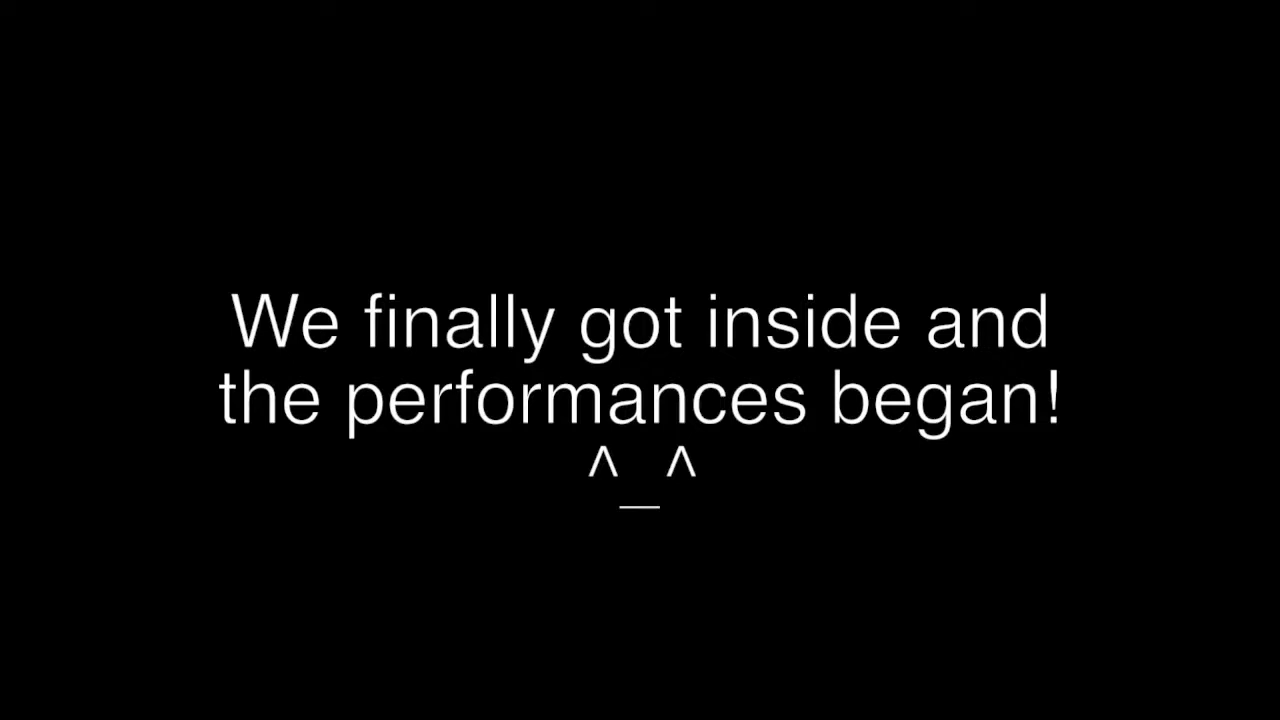 We finally got inside and
the performances began!
^_^